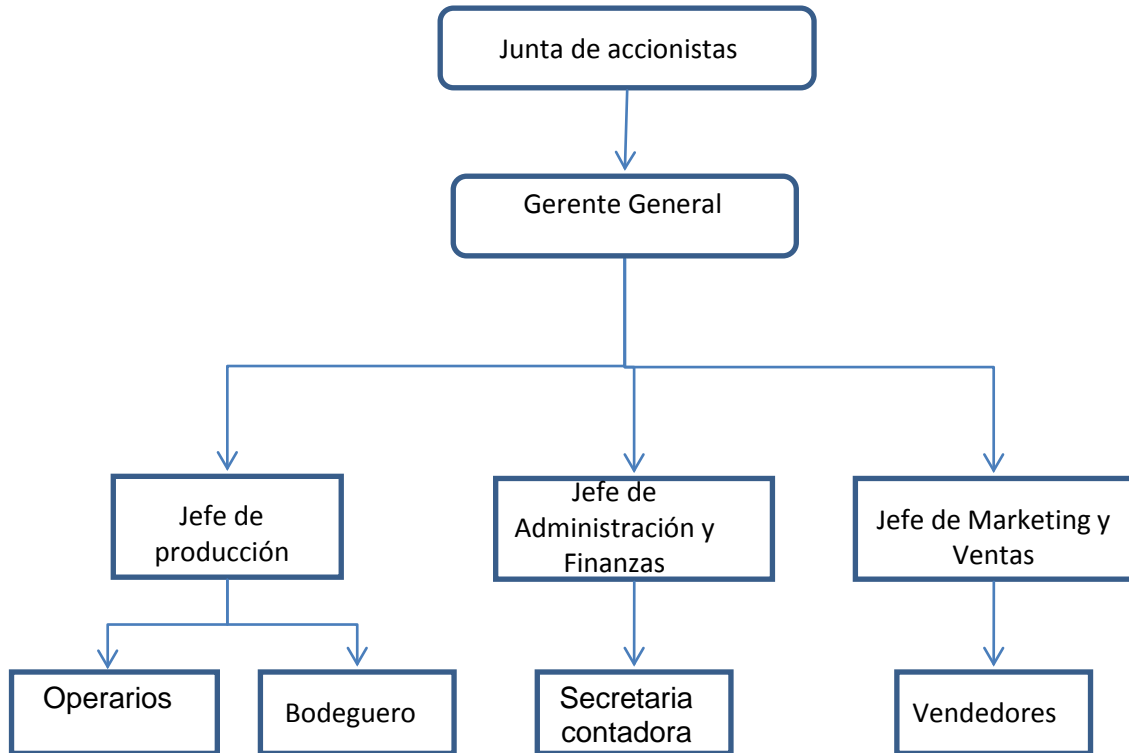 Junta de accionistas
Gerente General
Jefe de
producción
Jefe de
Administración y
Finanzas
Jefe de Marketing y
Ventas
Operarios
Bodeguero
Secretaria
contadora
Vendedores